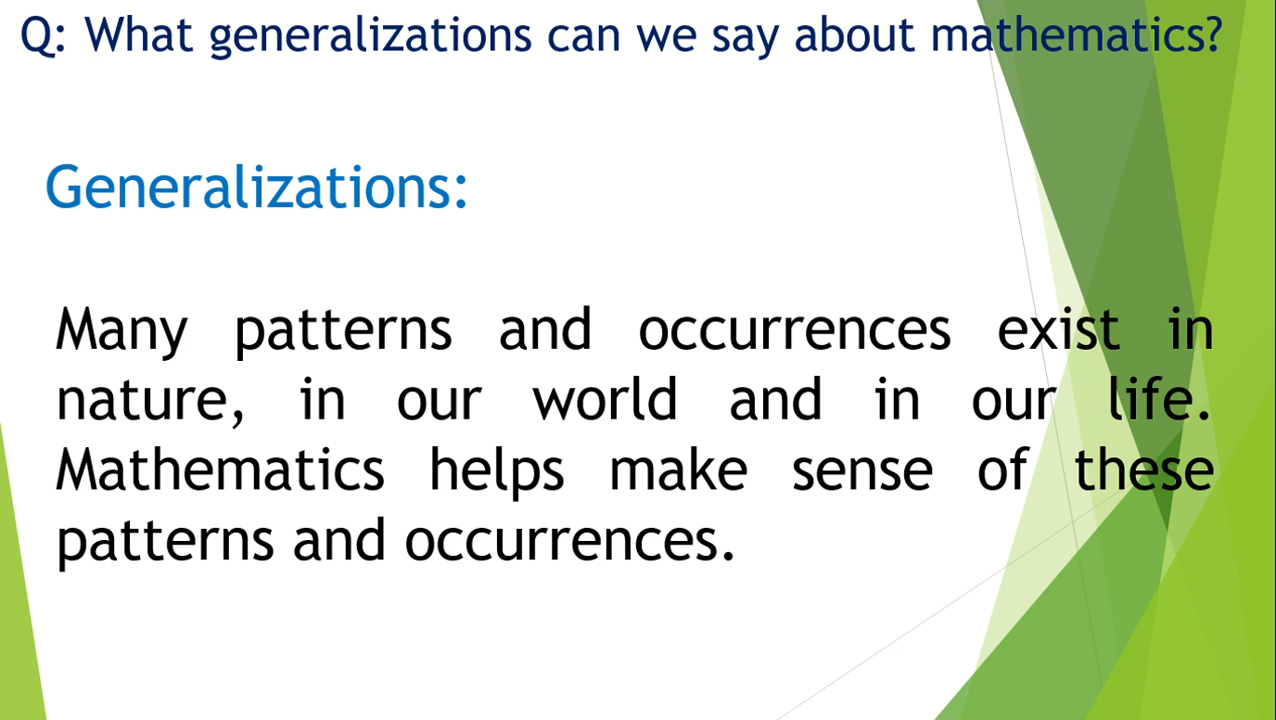 Q: What generalizations can we say about mathematics?
Generalizations:
Many patterns and occurrences exist in
nature, in our world and in our life.
Mathematics helps make sense of these
patterns and occurrences.